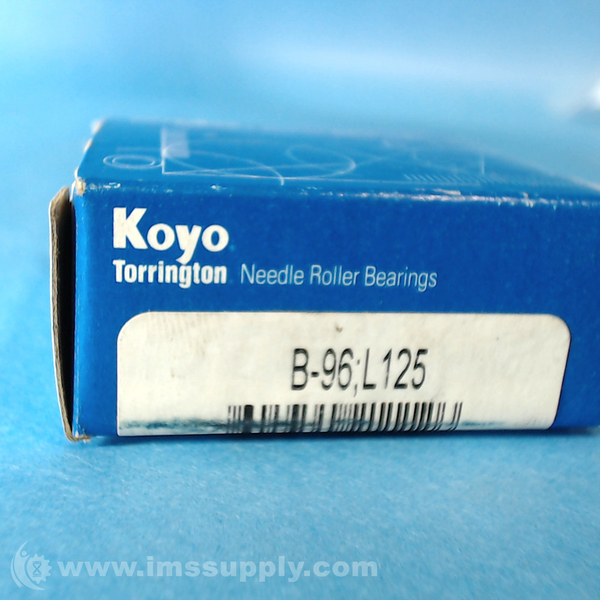 Koyo
Torrington Needle Roller Bearings
B-96;L125
www.imssupply.com